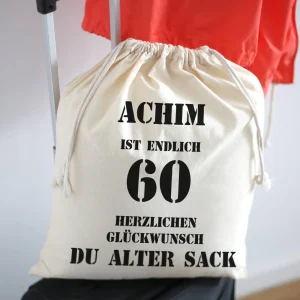 ACHIM
IST ENDLICH
60
HERZLICHEN
GLÜCKWUNSCH
DU ALTER SACK